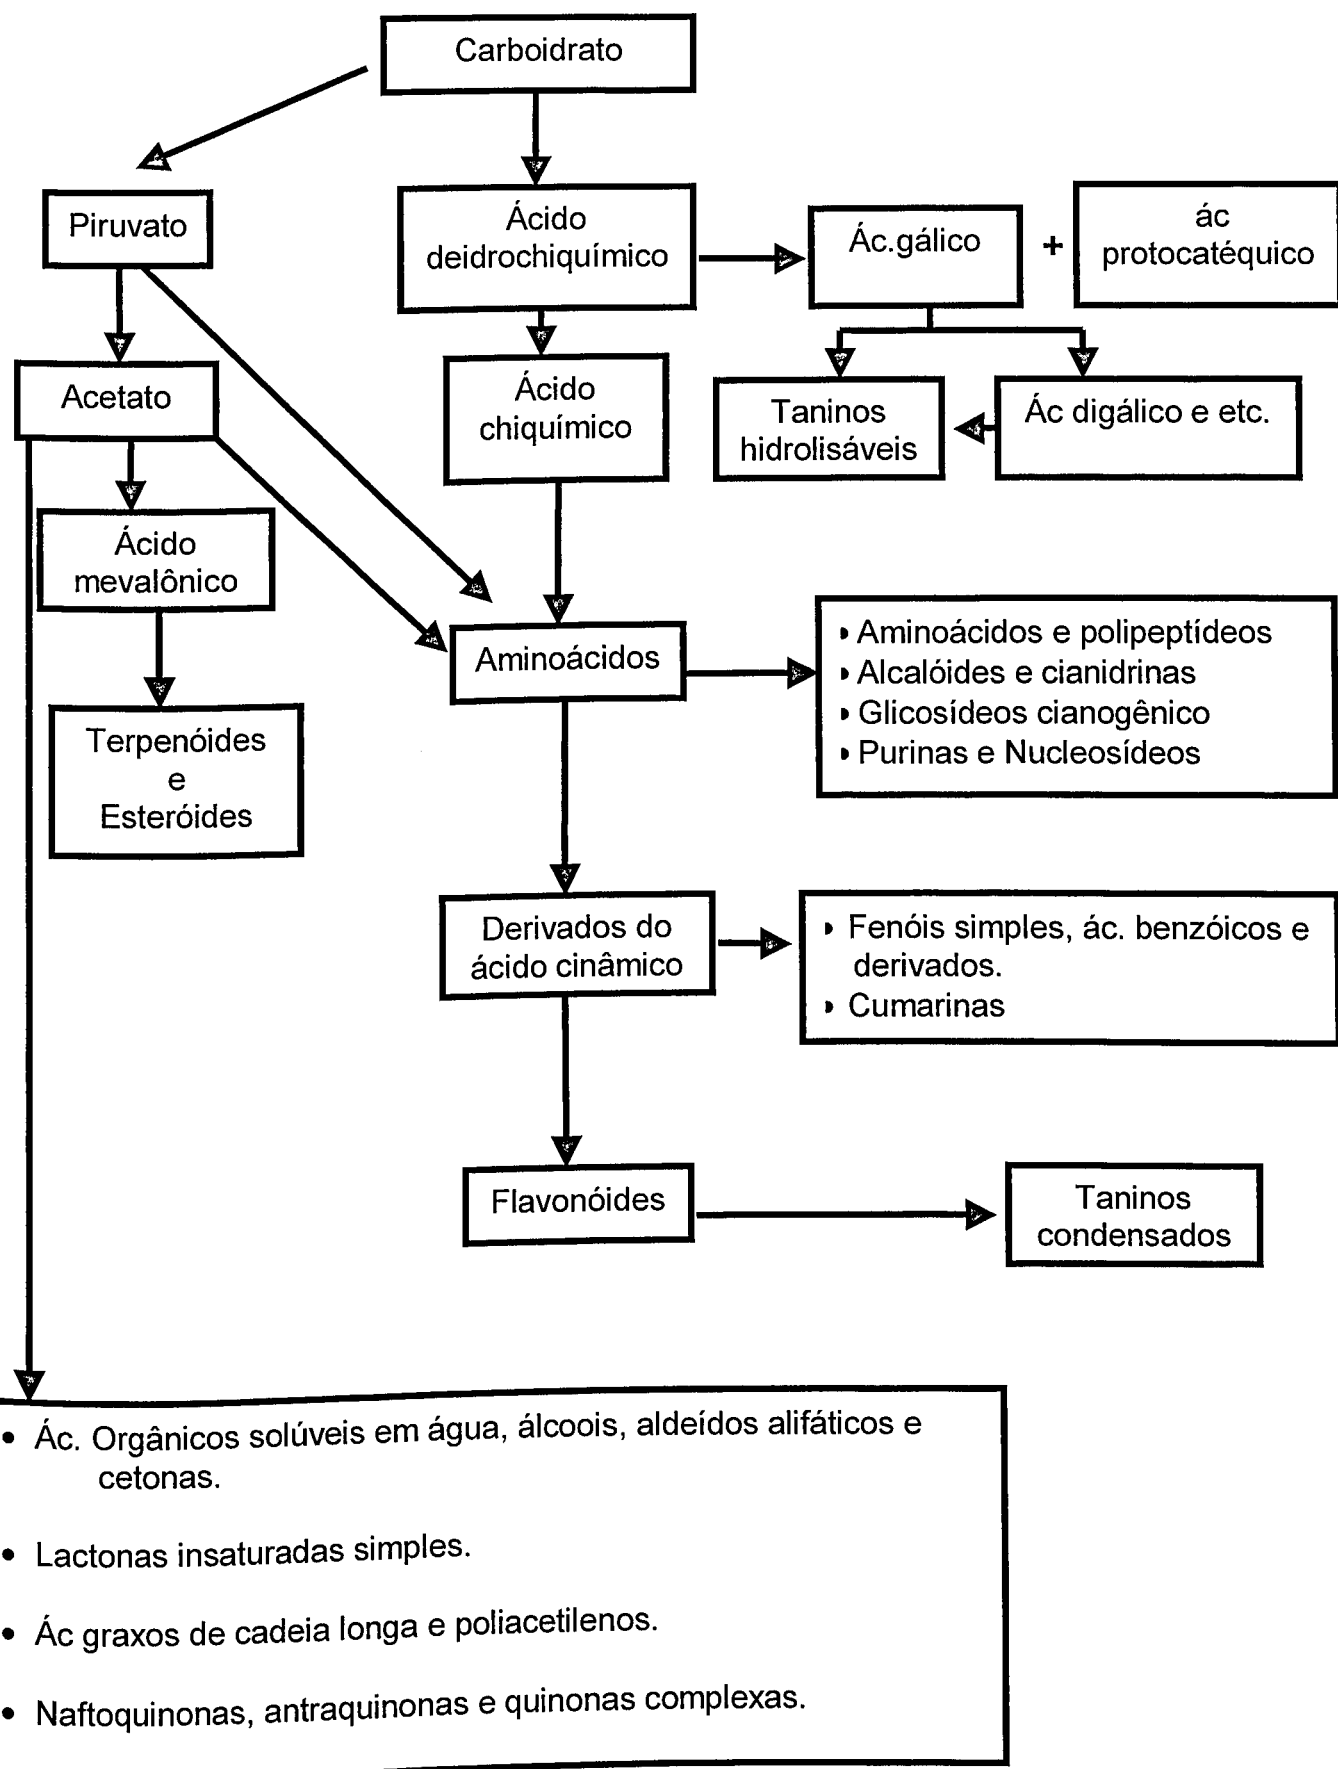 Carboidrato
Piruvato
Ácido
deidrochiquímico
Ác.gálico
+
ác
protocatéquico
Acetato
Ácido
chiquímico
Taninos
hidrolisáveis
Ác digálico e etc.
Ácido
mevalônico
Aminoácidos
• Aminoácidos e polipeptídeos
• Alcalóides e cianidrinas
• Glicosídeos cianogênico
• Purinas e Nucleosídeos
Terpenóides
e
Esteróides
Derivados do
ácido cinâmico
• Fenóis simples, ác. benzóicos e
derivados.
• Cumarinas
Flavonóides
Taninos
condensados
• Ác. Orgânicos solúveis em água, álcoois, aldeídos alifáticos e
cetonas.
• Lactonas insaturadas simples.
• Ác graxos de cadeia longa e poliacetilenos.
• Naftoquinonas, antraquinonas e quinonas complexas.